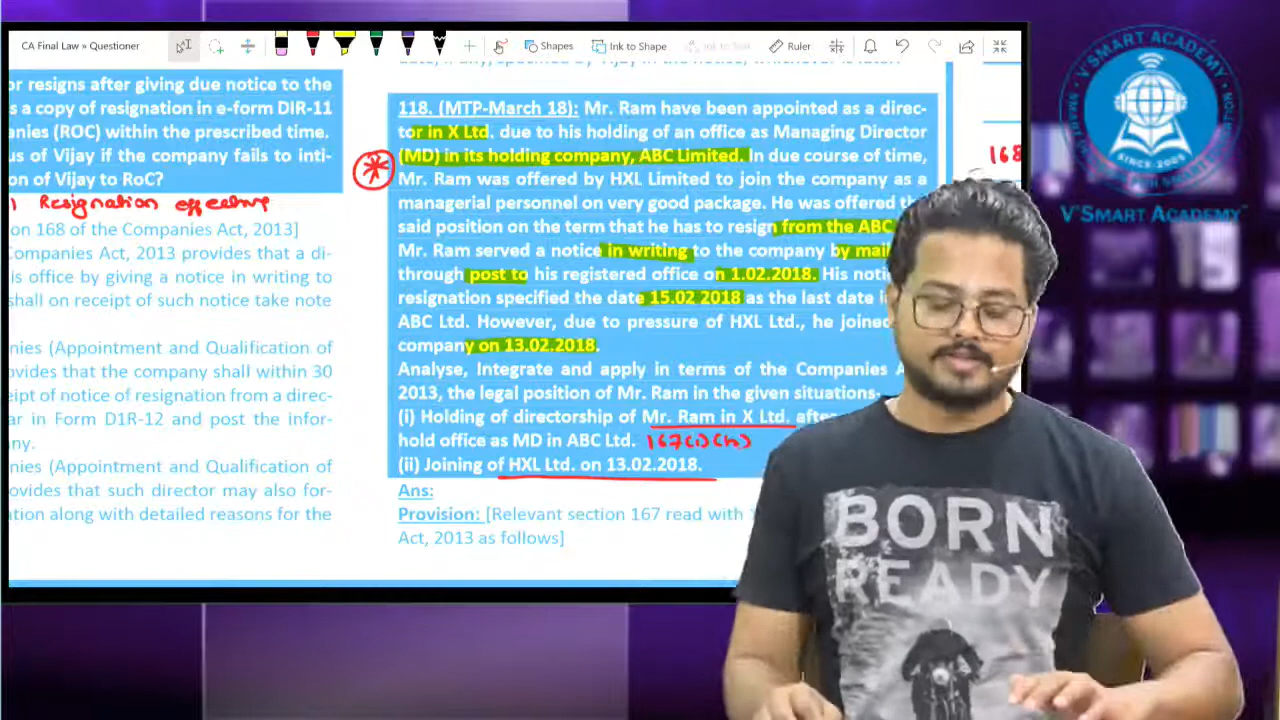 CA Final Law » Questioner
Shapes
Ink to Shape
Ink to Text
Ruler
or resigns after giving due notice to the
s a copy of resignation in e-form DIR-11
anies (ROC) within the prescribed time.
us of Vijay if the company fails to inti-
on of Vijay to RoC?
Resignation effective
on 168 of the Companies Act, 2013]
Companies Act, 2013 provides that a di-
is office by giving a notice in writing to
shall on receipt of such notice take note
nies (Appointment and Qualification of
ovides that the company shall within 30
eipt of notice of resignation from a direc-
ar in Form D1R-12 and post the infor-
ny.
nies (Appointment and Qualification of
ovides that such director may also for-
ation along with detailed reasons for the
118. (MTP-March 18): Mr. Ram have been appointed as a direc-
tor in X Ltd. due to his holding of an office as Managing Director
(MD) in its holding company, ABC Limited. In due course of time,
Mr. Ram was offered by HXL Limited to join the company as a
managerial personnel on very good package. He was offered
said position on the term that he has to resign from the ABC
Mr. Ram served a notice in writing to the company by mail
through post to his registered office on 1.02.2018. His
resignation specified the date 15.02 2018 as the last date
ABC Ltd. However, due to pressure of HXL Ltd., he joined
company on 13.02.2018.
Analyse, Integrate and apply in terms of the Companies
2013, the legal position of Mr. Ram in the given situations-
(i) Holding of directorship of Mr. Ram in X Ltd.
hold office as MD in ABC Ltd. 167(1)(h)
(ii) Joining of HXL Ltd. on 13.02.2018.
Ans:
Provision: [Relevant section 167 read with
Act, 2013 as follows]
168
V'SMART ACADEMY
SINCE-2005
V'SMART ACADEMY
BORN
READY